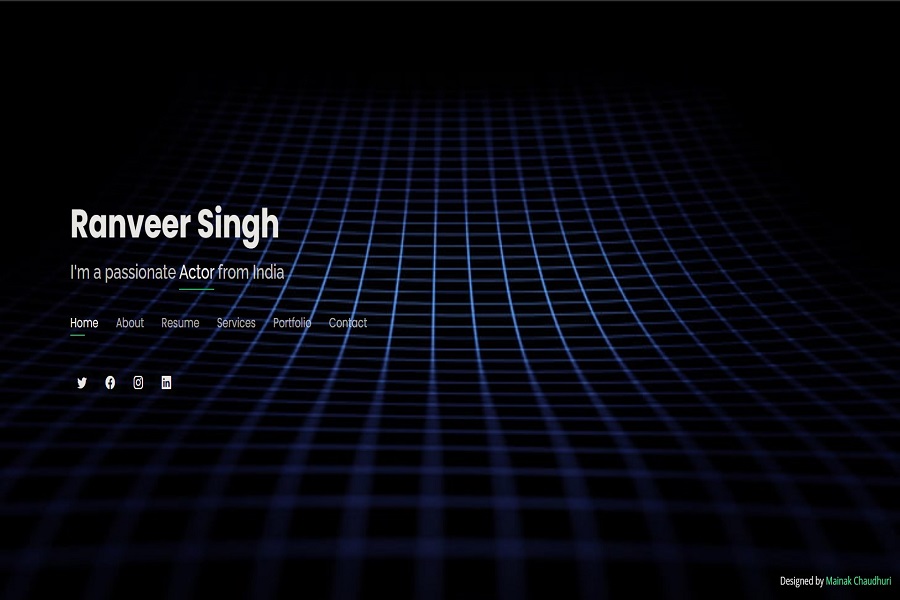 Ranveer Singh
I'm a passionate Actor from India
Home About Resume Services Portfolio Contact
Designed by Mainak Chaudhuri